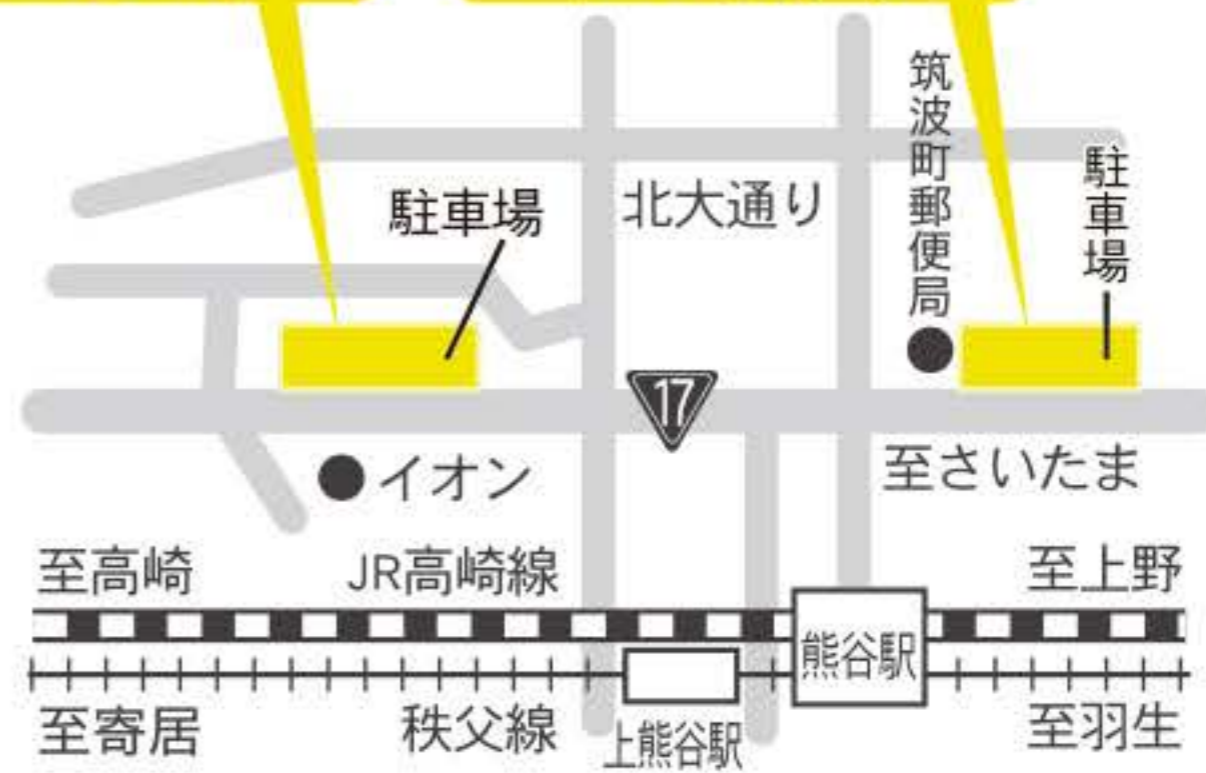 駐車場
北大通り
筑波町郵便局
駐車場
17
イオン
至さいたま
至高崎
JR高崎線
至上野
熊谷駅
至寄居
秩父線
上熊谷駅
至羽生